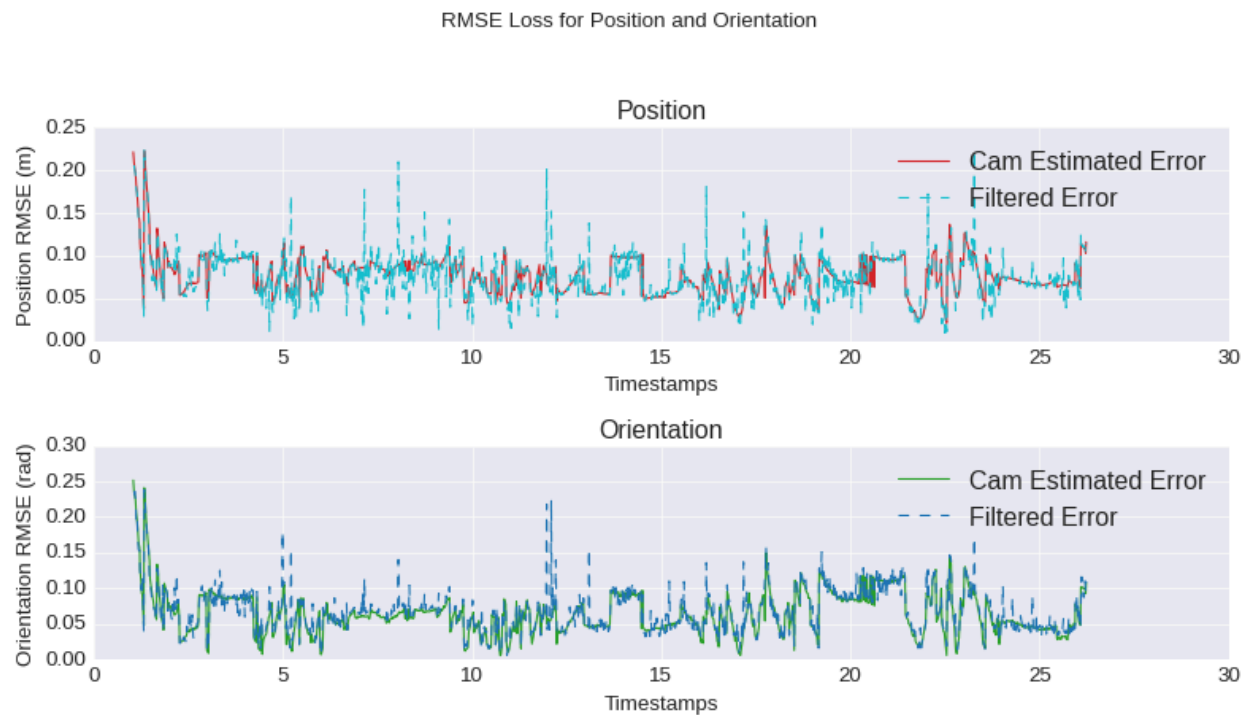 RMSE Loss for Position and Orientation
Position
Position RMSE (m)
0.25
0.20
0.15
0.10
0.05
0.00
Cam Estimated Error
Filtered Error
0 5 10 15 20 25 30
Timestamps
Orientation
Orientation RMSE (rad)
0.30
0.25
0.20
0.15
0.10
0.05
0.00
Cam Estimated Error
Filtered Error
0 5 10 15 20 25 30
Timestamps